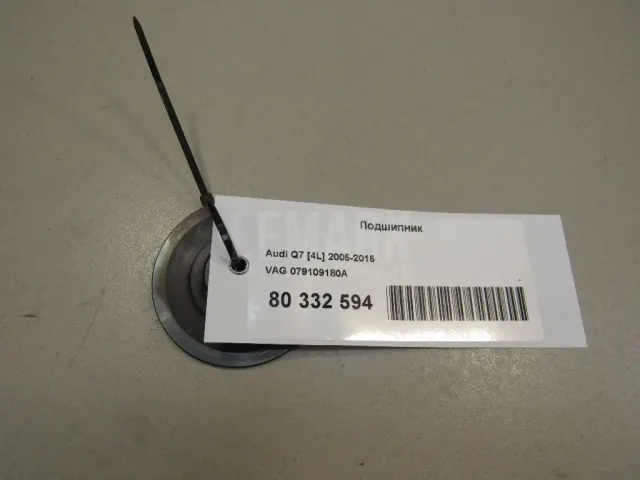 Подшипник
Audi Q7 [4L] 2005-2015
VAG 079109180A
80 332 594